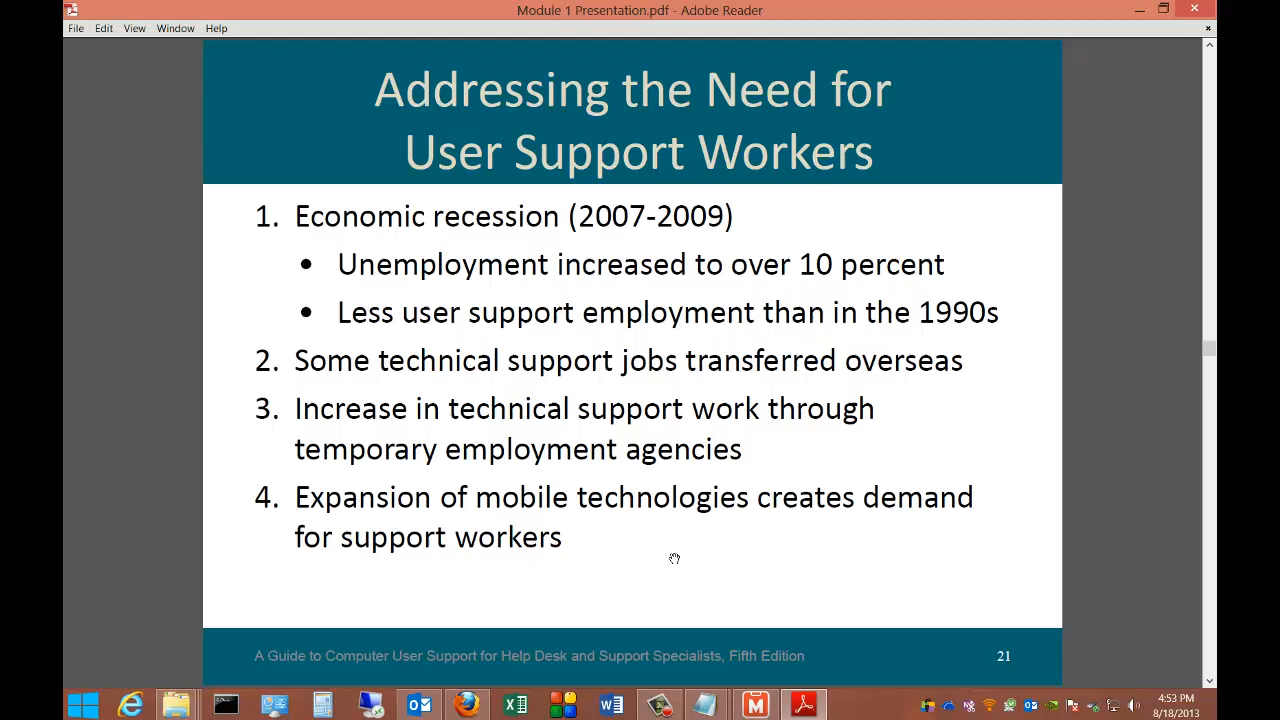 Module 1 Presentation.pdf - Adobe Reader
File Edit View Window Help
Addressing the Need for
User Support Workers
1. Economic recession (2007-2009)
• Unemployment increased to over 10 percent
• Less user support employment than in the 1990s
2. Some technical support jobs transferred overseas
3. Increase in technical support work through
temporary employment agencies
4. Expansion of mobile technologies creates demand
for support workers
A Guide to Computer User Support for Help Desk and Support Specialists, Fifth Edition 21
4:53 PM
8/18/2013